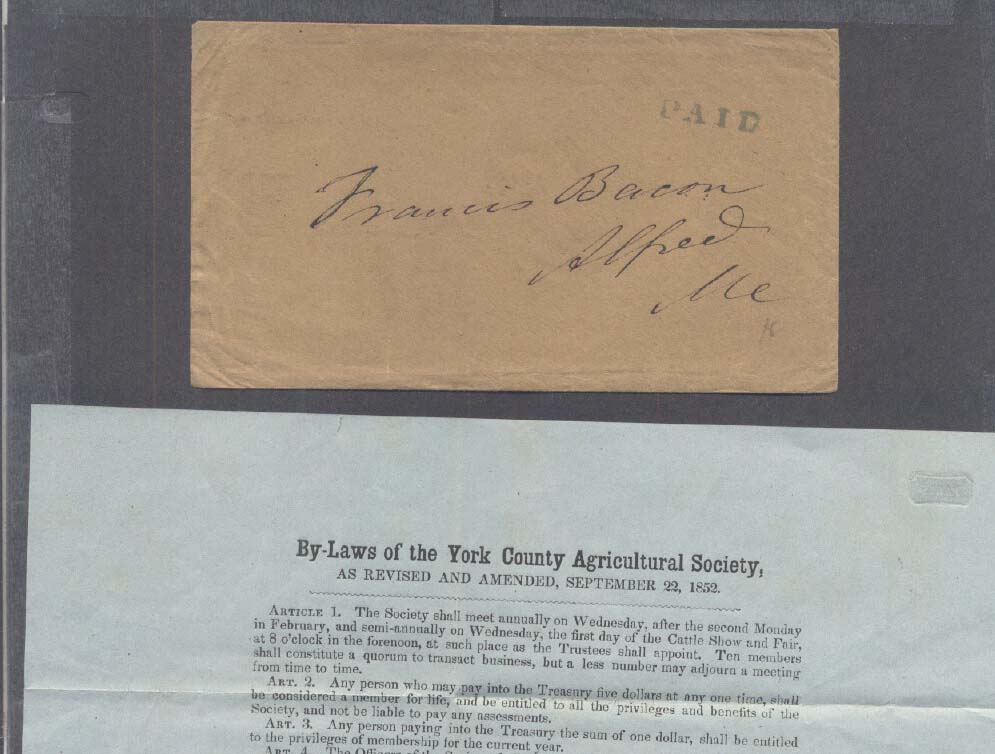 PAID
Francis Bacon
Alfred
Me
By-Laws of the York County Agricultural Society,
AS REVISED AND AMENDED, SEPTEMBER 22, 1852.
ARTICLE 1. The Society shall meet annually on Wednesday, after the second Monday
in February, and semi-annually on Wednesday, the first day of the Cattle Show and Fair,
at 8 o'clock in the forenoon, at such place as the Trustees shall appoint. Ten members
shall constitute a quorum to transact business, but a less number may adjourn a meeting
from time to time.
ART. 2. Any person who may pay into the Treasury five dollars at any one time, shall
be considered a member for life, and be entitled to all the privileges and benefits of the
Society, and not be liable to pay any assessments.
ART. 3. Any person paying into the Treasury the sum of one dollar, shall be entitled
to the privileges of membership for the current year.
ART. 4. The Officers of the